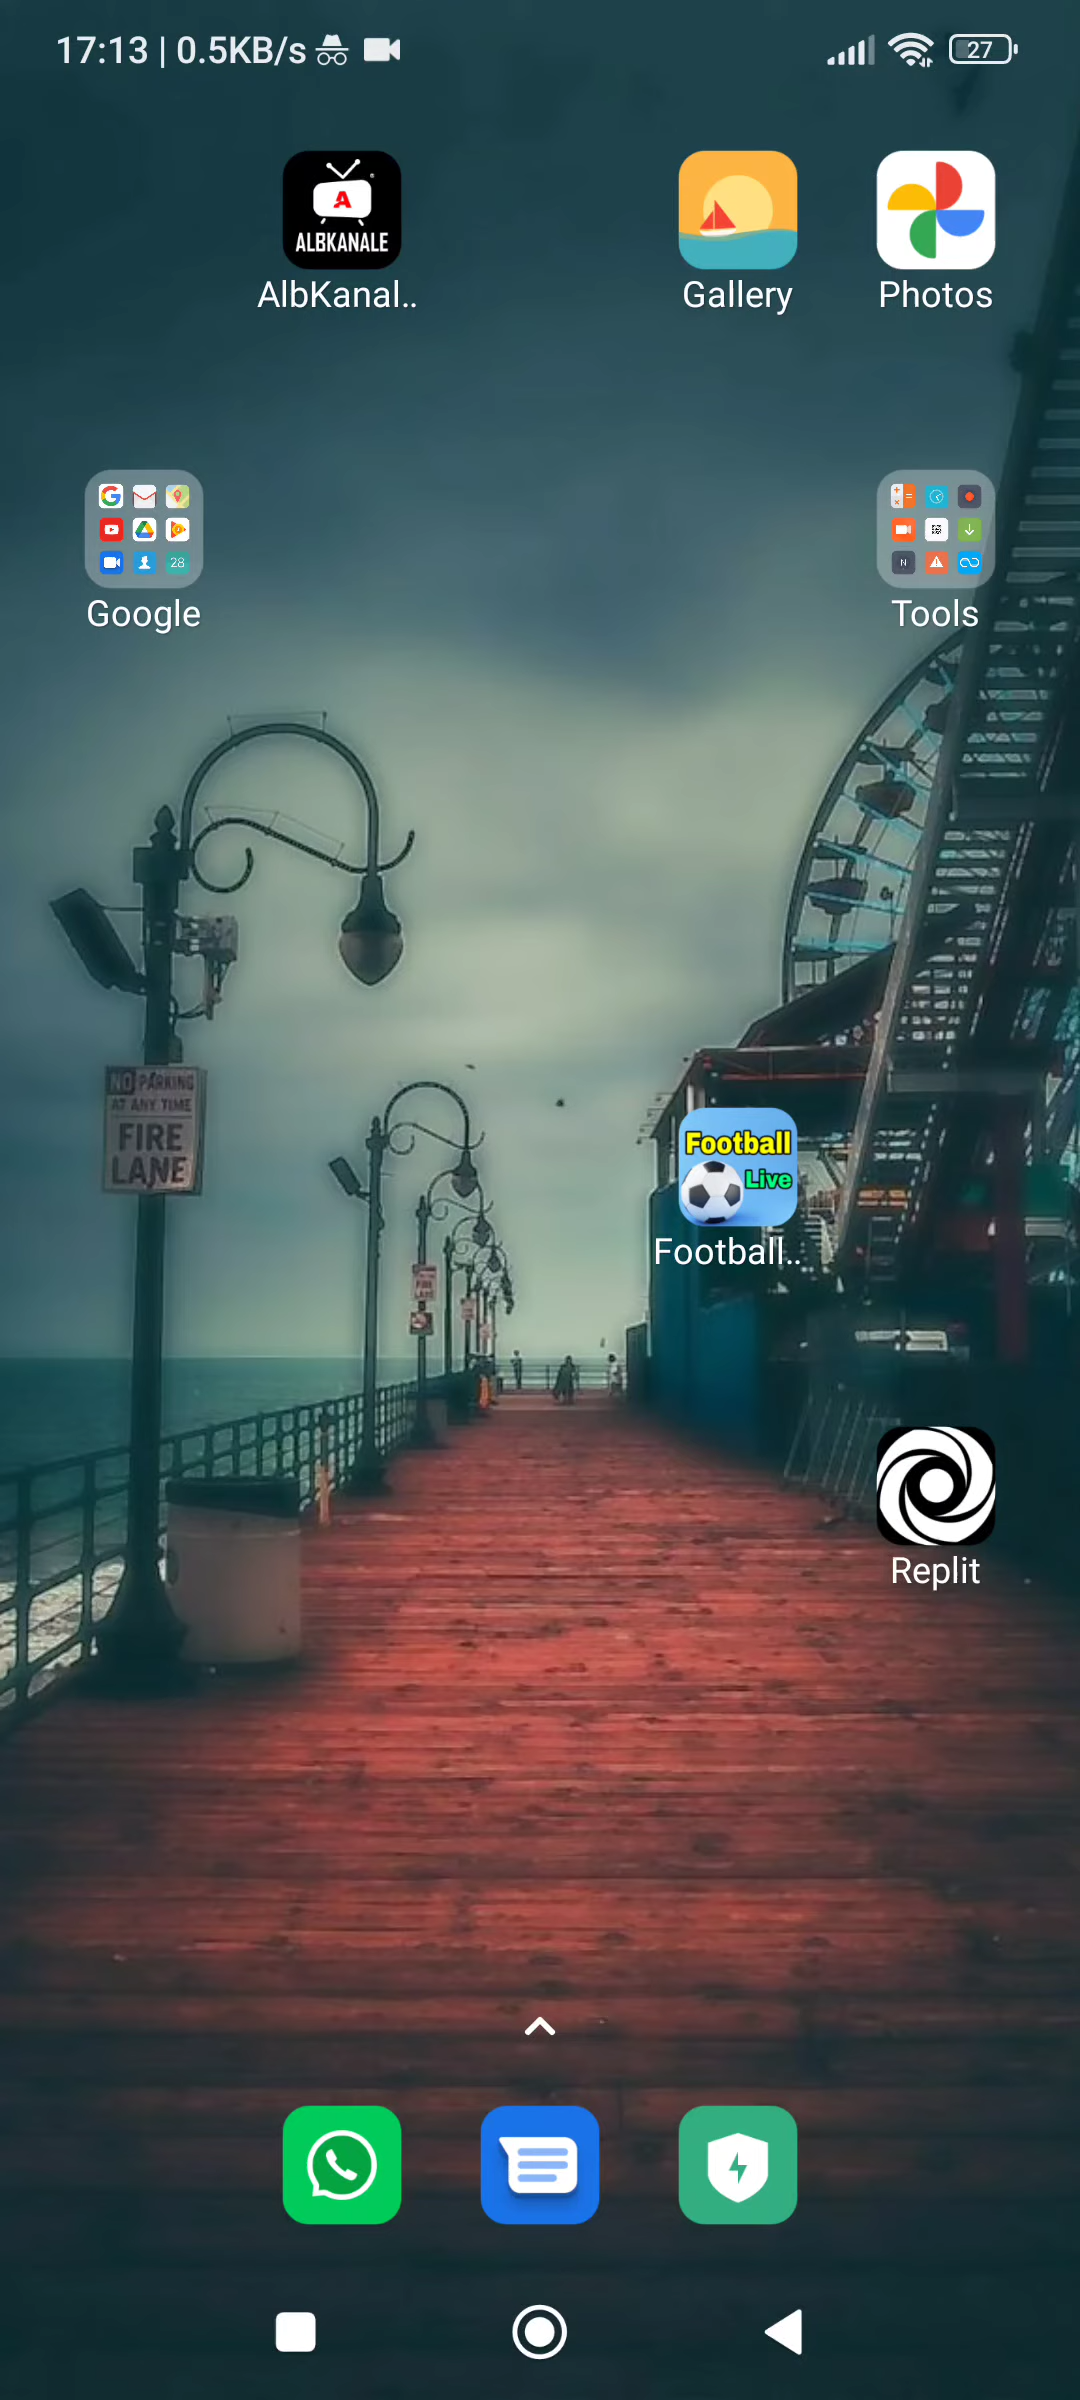 17:13 | 0.5KB/s
27
A
ALBKANALE
AlbKanal..
Gallery
Photos
28
N
Google
Tools
NO PARKING
AT ANY TIME
FIRE
LANE
Football
Live
Football..
Replit